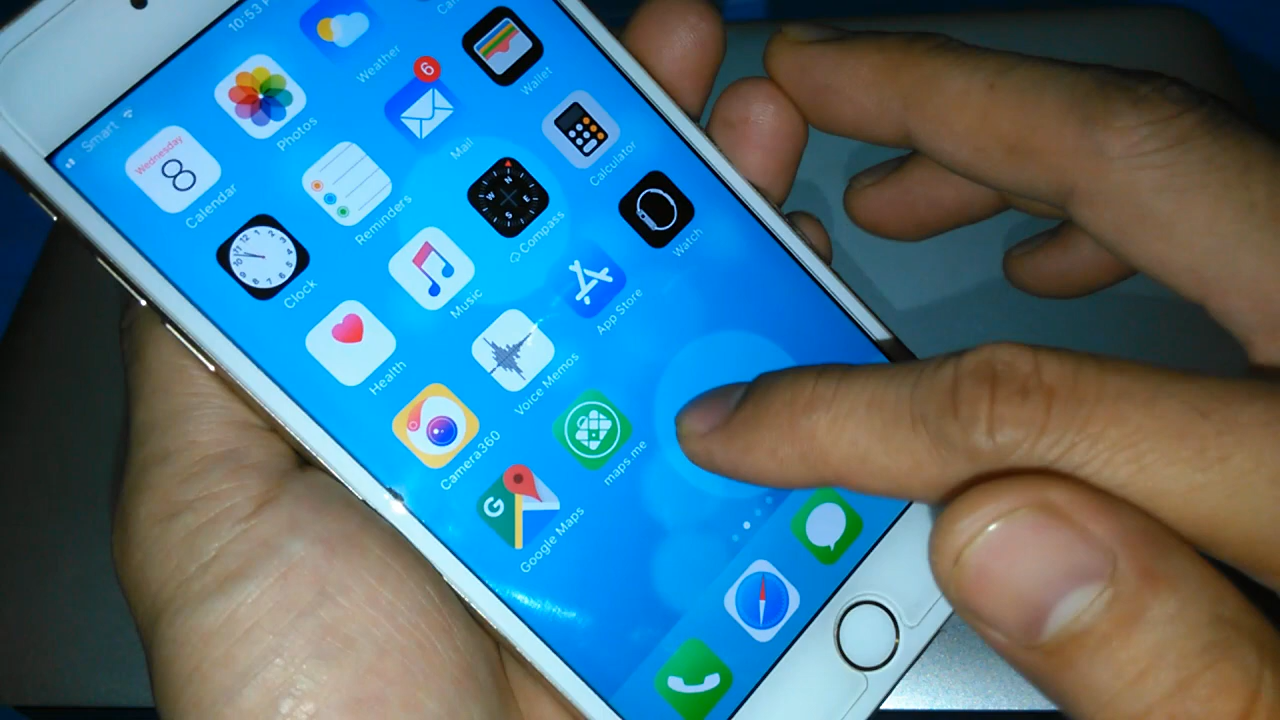 Smart
10:53 P
Wednesday
8
Calendar
Photos
Weather
Clock
Reminders
6
Mail
Wallet
Health
Music
N
W
E
S
Compass
Calculator
Camera360
Voice Memos
App Store
Watch
G
Google Maps
maps.me